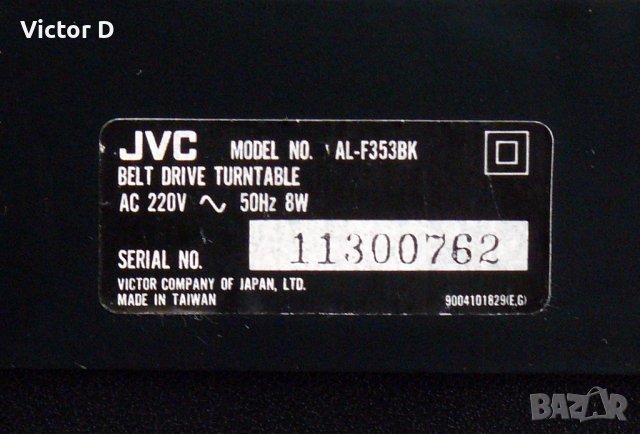 Victor D
JVC MODEL NO. AL-F353BK
BELT DRIVE TURNTABLE
AC 220V ∿ 50Hz 8W
SERIAL NO. 11300762
VICTOR COMPANY OF JAPAN, LTD.
MADE IN TAIWAN 9004101829(E,G)
BAZAR